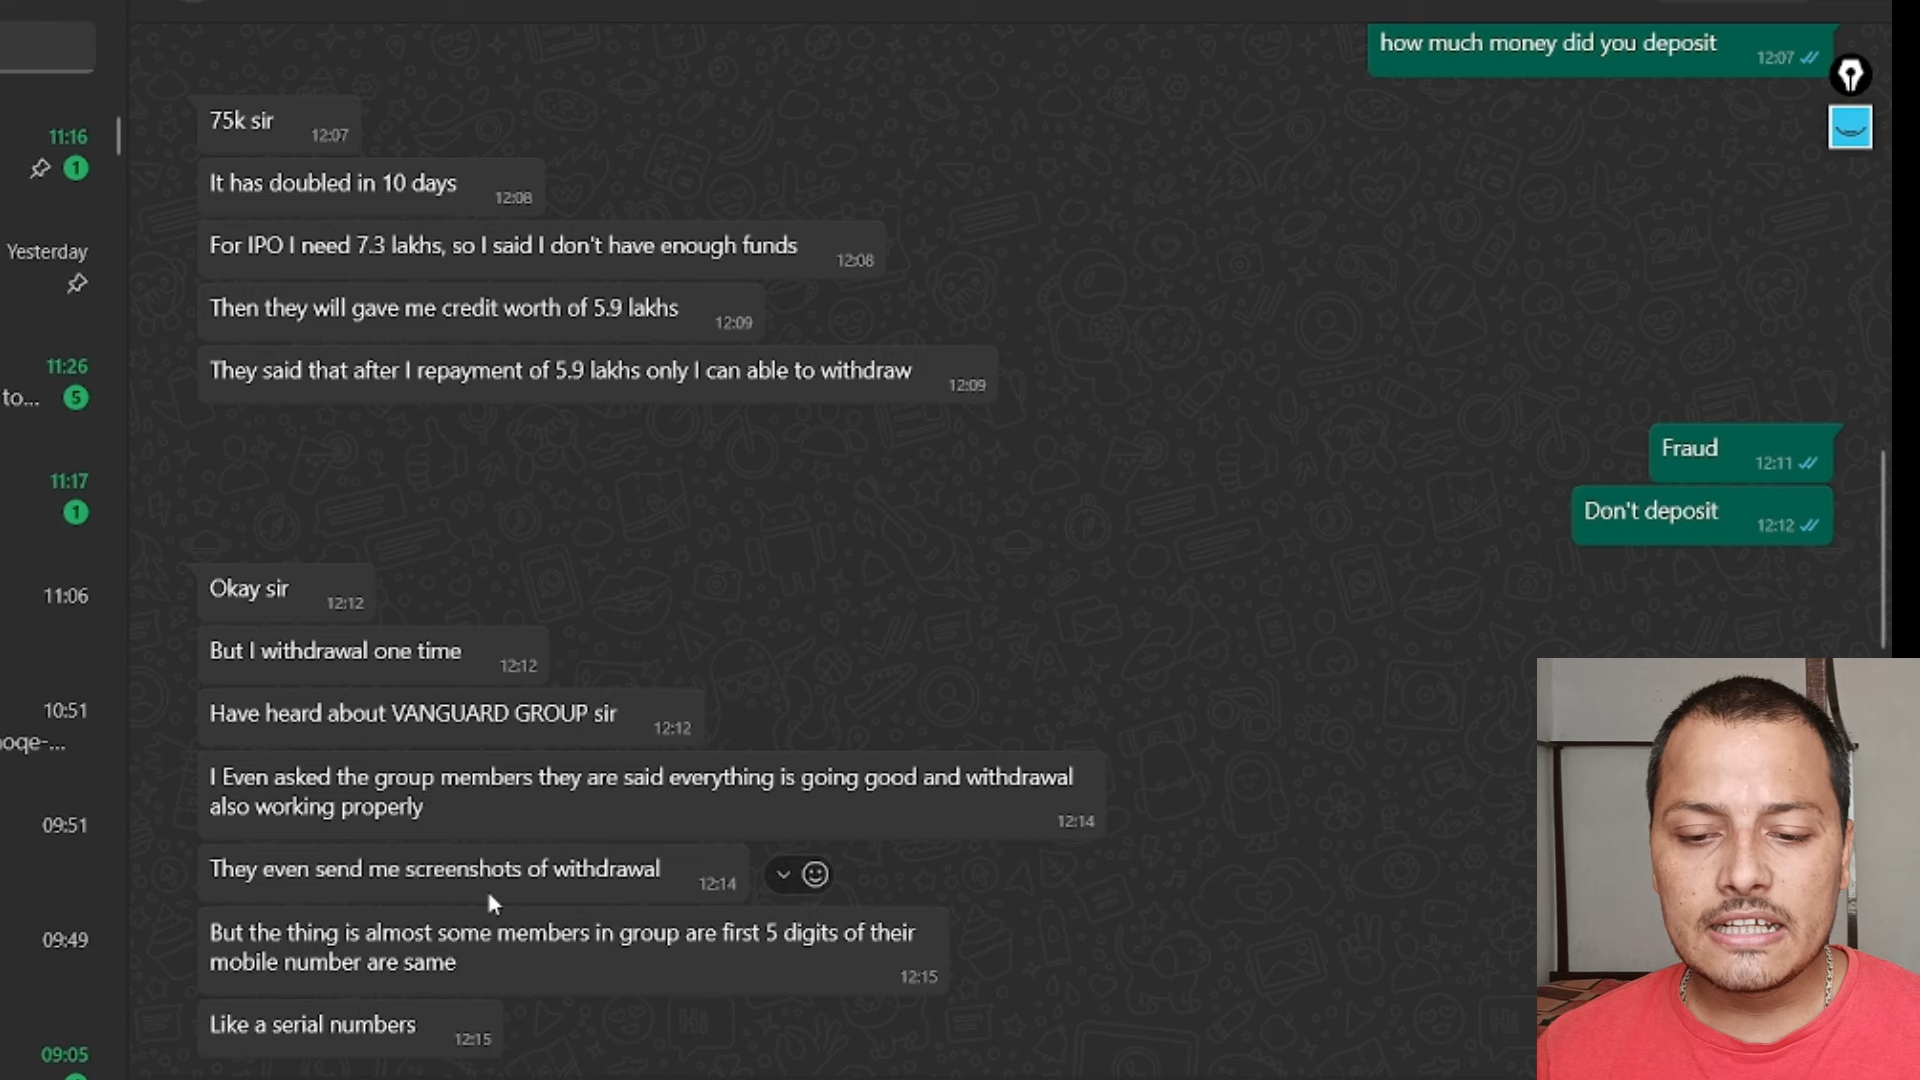 how much money did you deposit
12:07
75k sir
12:07
11:16
1
It has doubled in 10 days
12:08
Yesterday
For IPO I need 7.3 lakhs, so I said I don't have enough funds
12:08
Then they will gave me credit worth of 5.9 lakhs
12:09
11:26
to...
5
They said that after I repayment of 5.9 lakhs only I can able to withdraw
12:09
Fraud
12:11
11:17
1
Don't deposit
12:12
11:06
Okay sir
12:12
But I withdrawal one time
12:12
10:51
oqe-...
Have heard about VANGUARD GROUP sir
12:12
I Even asked the group members they are said everything is going good and withdrawal
also working properly
12:14
09:51
They even send me screenshots of withdrawal
12:14
09:49
But the thing is almost some members in group are first 5 digits of their
mobile number are same
12:15
Like a serial numbers
12:15
09:05